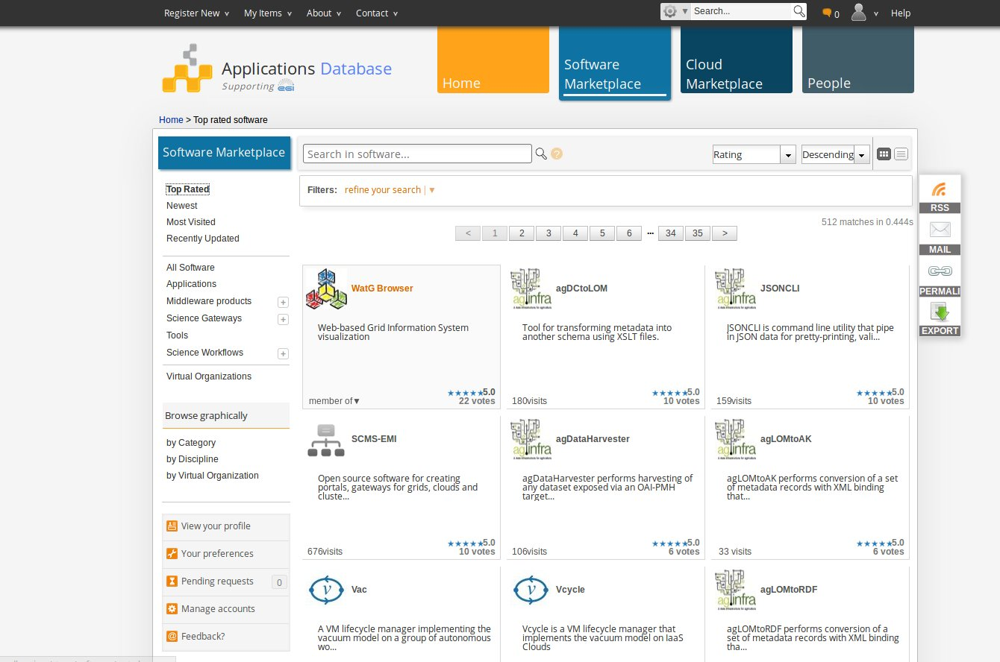 Register New My Items About Contact Search... 0 Help
Applications Database
Supporting EGI
Home
Software
Marketplace
Cloud
Marketplace
People
Home > Top rated software
Software Marketplace
Search in software...
?
Rating
Descending
Filters: refine your search |
512 matches in 0.444s
< 1 2 3 4 5 6 ... 34 35 >
Top Rated
Newest
Most Visited
Recently Updated
All Software
Applications
Middleware products +
Science Gateways +
Tools
Science Workflows +
Virtual Organizations
Browse graphically
by Category
by Discipline
by Virtual Organization
View your profile
Your preferences
Pending requests 0
Manage accounts
Feedback?
WatG Browser
Web-based Grid Information System
visualization
5.0
member of
22 votes
aginfra
agDCtoLOM
Tool for transforming metadata into
another schema using XSLT files.
5.0
180visits
10 votes
aginfra
JSONCLI
JSONCLI is command line utility that pipe
in JSON data for pretty-printing, vali...
5.0
159visits
10 votes
SCMS-EMI
Open source software for creating
portals, gateways for grids, clouds and
cluste...
5.0
676visits
10 votes
aginfra
agDataHarvester
agDataHarvester performs harvesting of
any dataset exposed via an OAI-PMH
target...
5.0
106visits
6 votes
aginfra
agLOMtoAK
agLOMtoAK performs conversion of a set
of metadata records with XML binding
that...
5.0
33 visits
6 votes
v
Vac
A VM lifecycle manager implementing the
vacuum model on a group of autonomous
wo...
v
Vcycle
Vcycle is a VM lifecycle manager that
implements the vacuum model on IaaS
Clouds
aginfra
agLOMtoRDF
agLOMtoRDF performs conversion of a
set of metadata records with XML binding
tha...
RSS
MAIL
PERMALI
EXPORT